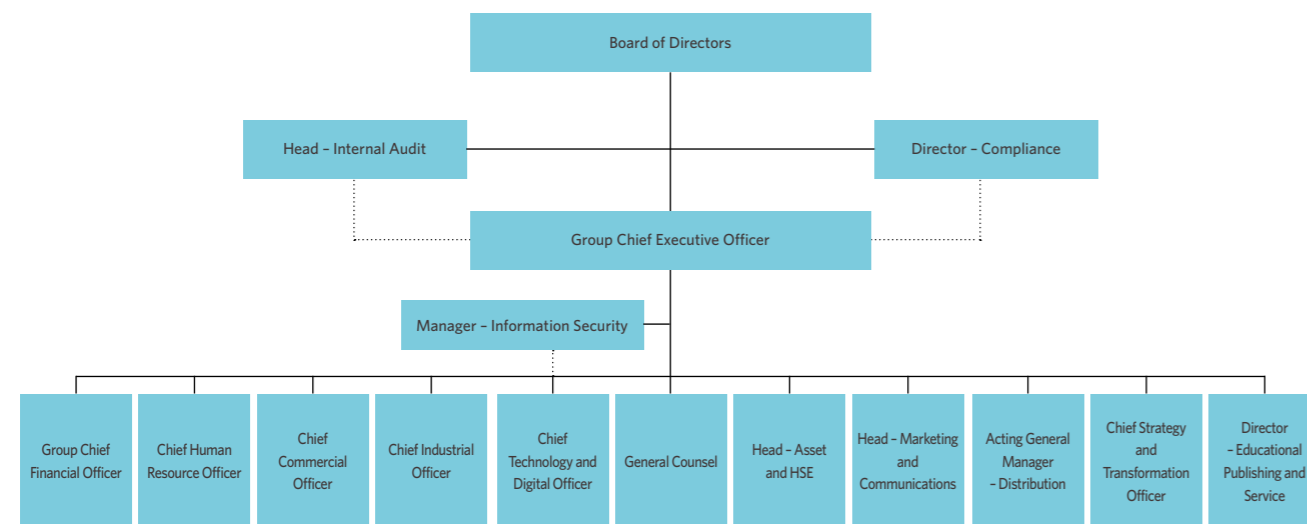 Board of Directors
Head – Internal Audit
Director – Compliance
Group Chief Executive Officer
Manager – Information Security
Group Chief
Financial Officer
Chief Human
Resource Officer
Chief
Commercial
Officer
Chief Industrial
Officer
Chief
Technology and
Digital Officer
General Counsel
Head – Asset
and HSE
Head – Marketing
and
Communications
Acting General
Manager
– Distribution
Chief Strategy
and
Transformation
Officer
Director
– Educational
Publishing and
Service